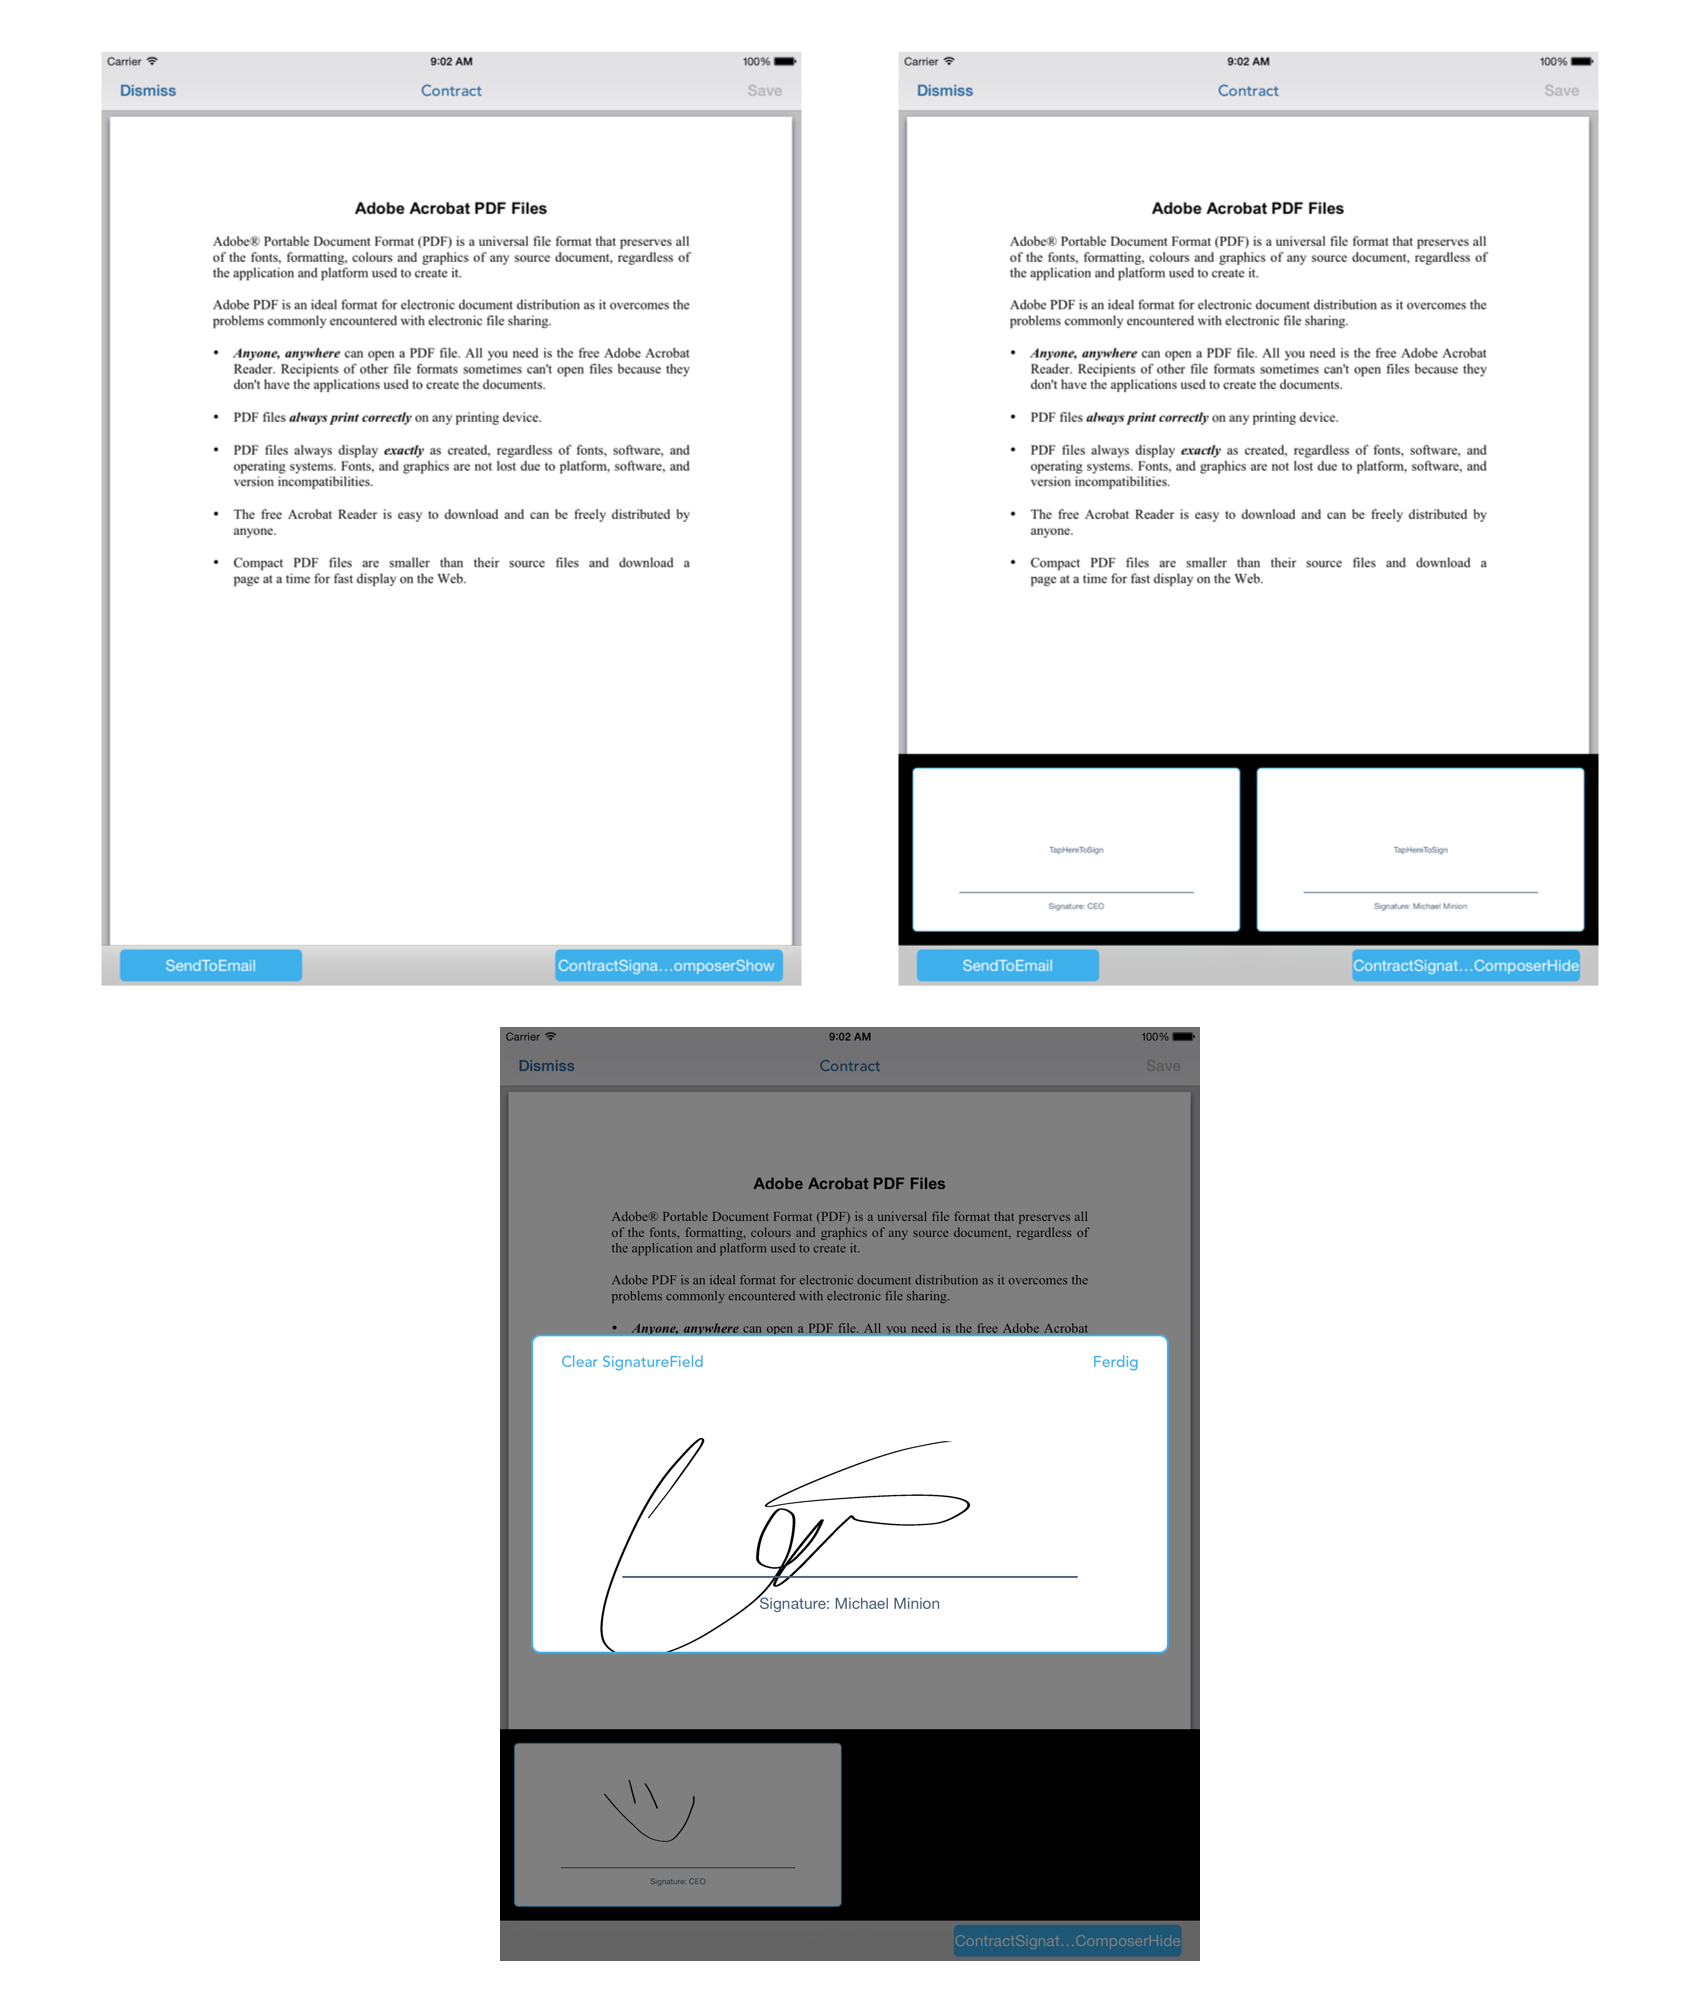 Carrier
9:02 AM
100%
Dismiss
Contract
Save
Adobe Acrobat PDF Files
Adobe® Portable Document Format (PDF) is a universal file format that preserves all
of the fonts, formatting, colours and graphics of any source document, regardless of
the application and platform used to create it.
Adobe PDF is an ideal format for electronic document distribution as it overcomes the
problems commonly encountered with electronic file sharing.
• Anyone, anywhere can open a PDF file. All you need is the free Adobe Acrobat
Reader. Recipients of other file formats sometimes can't open files because they
don't have the applications used to create the documents.
• PDF files always print correctly on any printing device.
• PDF files always display exactly as created, regardless of fonts, software, and
operating systems. Fonts, and graphics are not lost due to platform, software, and
version incompatibilities.
• The free Acrobat Reader is easy to download and can be freely distributed by
anyone.
• Compact PDF files are smaller than their source files and download a
page at a time for fast display on the Web.
SendToEmail
ContractSigna...omposerShow
Carrier
9:02 AM
100%
Dismiss
Contract
Save
Adobe Acrobat PDF Files
Adobe® Portable Document Format (PDF) is a universal file format that preserves all
of the fonts, formatting, colours and graphics of any source document, regardless of
the application and platform used to create it.
Adobe PDF is an ideal format for electronic document distribution as it overcomes the
problems commonly encountered with electronic file sharing.
• Anyone, anywhere can open a PDF file. All you need is the free Adobe Acrobat
Reader. Recipients of other file formats sometimes can't open files because they
don't have the applications used to create the documents.
• PDF files always print correctly on any printing device.
• PDF files always display exactly as created, regardless of fonts, software, and
operating systems. Fonts, and graphics are not lost due to platform, software, and
version incompatibilities.
• The free Acrobat Reader is easy to download and can be freely distributed by
anyone.
• Compact PDF files are smaller than their source files and download a
page at a time for fast display on the Web.
TapHereToSign
Signature: CEO
TapHereToSign
Signature: Michael Minion
SendToEmail
ContractSignat...ComposerHide
Carrier
9:02 AM
100%
Dismiss
Contract
Save
Adobe Acrobat PDF Files
Adobe® Portable Document Format (PDF) is a universal file format that preserves all
of the fonts, formatting, colours and graphics of any source document, regardless of
the application and platform used to create it.
Adobe PDF is an ideal format for electronic document distribution as it overcomes the
problems commonly encountered with electronic file sharing.
• Anyone, anywhere can open a PDF file. All you need is the free Adobe Acrobat
Clear SignatureField
Ferdig
Signature: Michael Minion
Signature: CEO
ContractSignat...ComposerHide